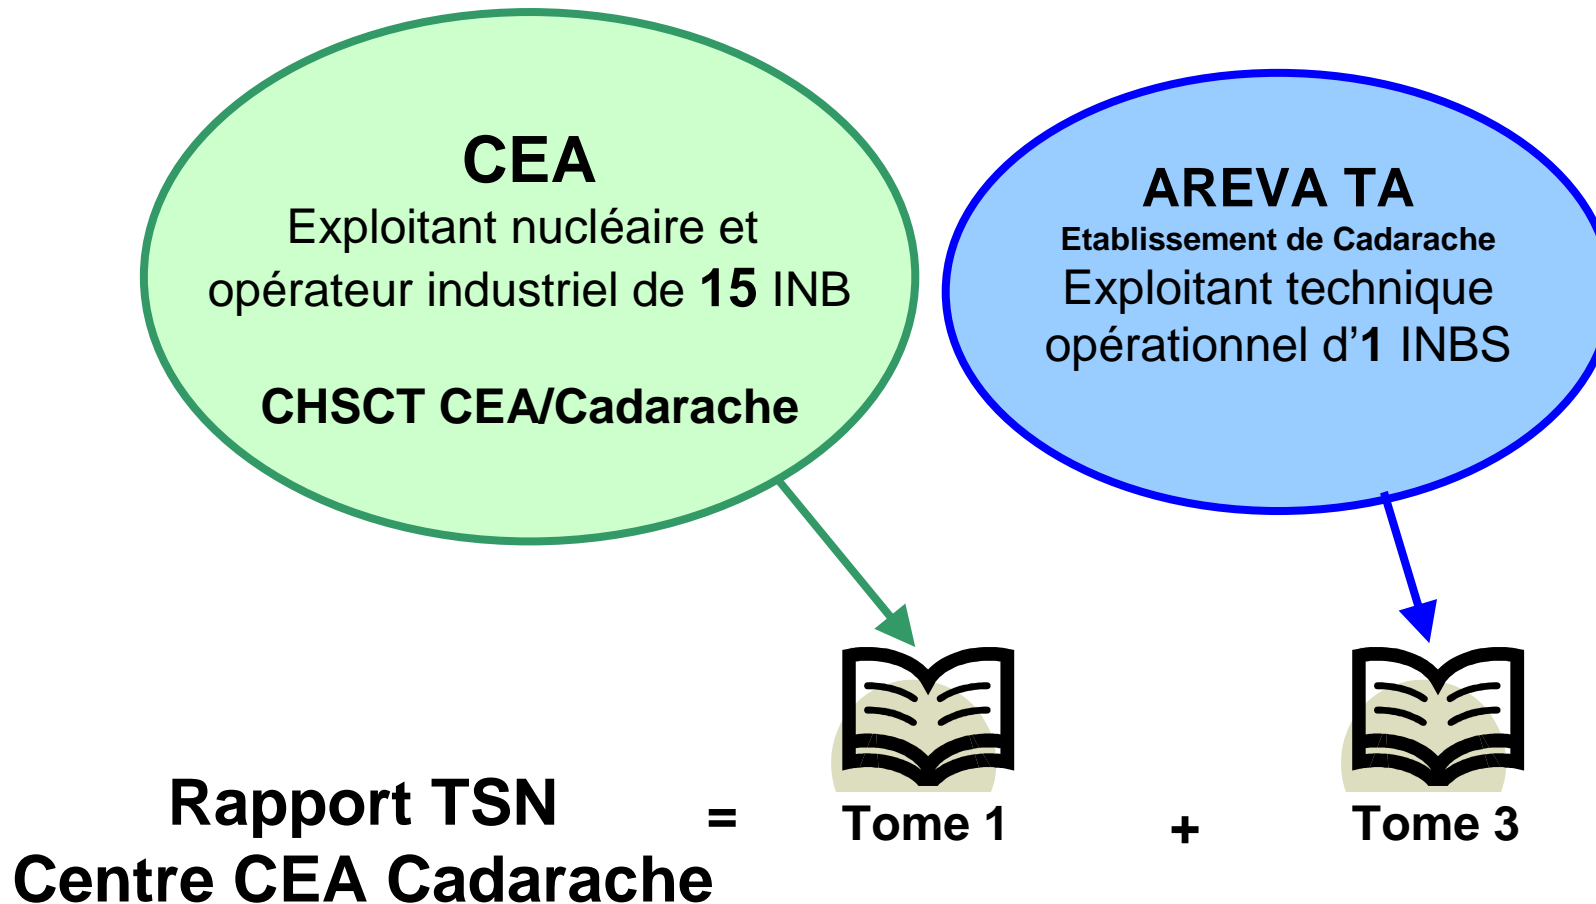 CEA
Exploitant nucléaire et
opérateur industriel de 15 INB
CHSCT CEA/Cadarache
AREVA TA
Etablissement de Cadarache
Exploitant technique
opérationnel d’1 INBS
Rapport TSN
Centre CEA Cadarache
=
Tome 1
+
Tome 3